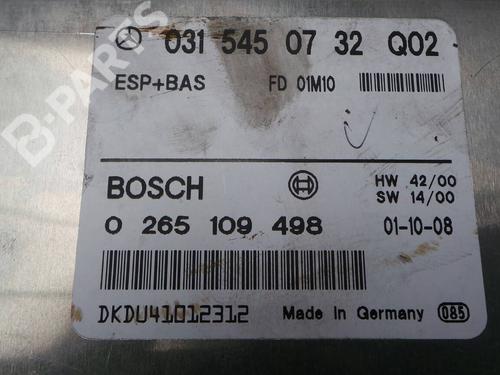 031 545 07 32 Q02
ESP+BAS FD 01M10
BOSCH HW 42/00
SW 14/00
0 265 109 498 01-10-08
DKDU41012312 Made in Germany 085
B-PARTS